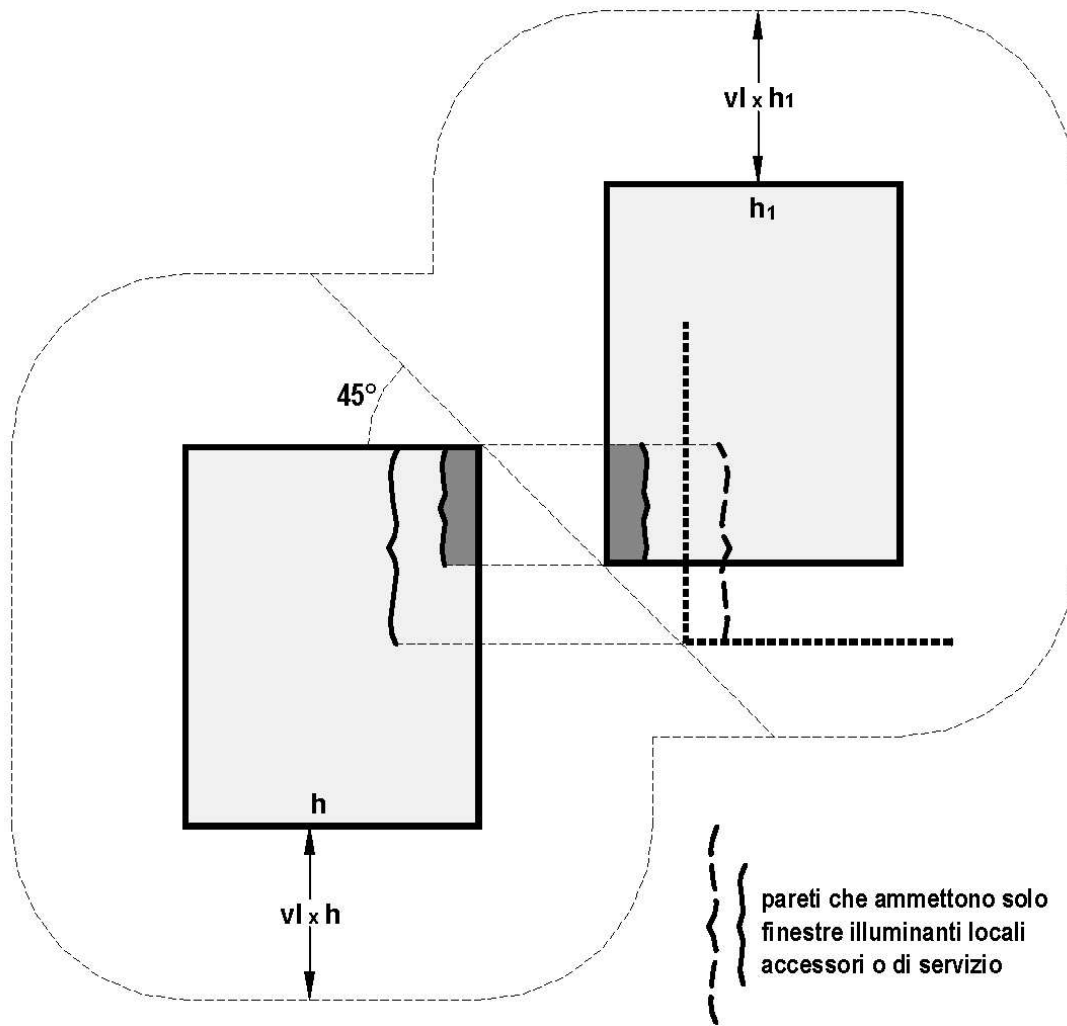 vl x h1
h1
45°
h
vl x h
pareti che ammettono solo
finestre illuminanti locali
accessori o di servizio